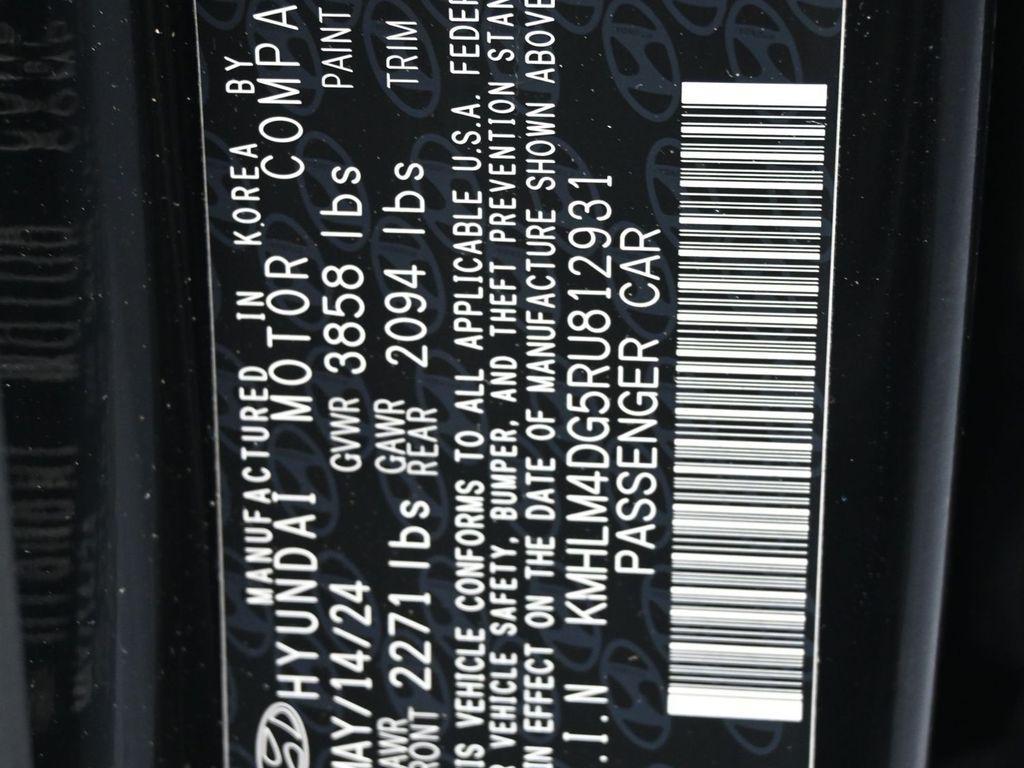 MANUFACTURED IN KOREA BY
HYUNDAI MOTOR COMPA
MAY/14/24 GVWR 3858 lbs PAINT
AWR
RONT 2271 lbs GAWR
REAR 2094 lbs TRIM
IS VEHICLE CONFORMS TO ALL APPLICABLE U.S.A. FEDER
R VEHICLE SAFETY, BUMPER, AND THEFT PREVENTION STAN
IN EFFECT ON THE DATE OF MANUFACTURE SHOWN ABOVE
.I.N KMHLM4DG5RU812931
PASSENGER CAR